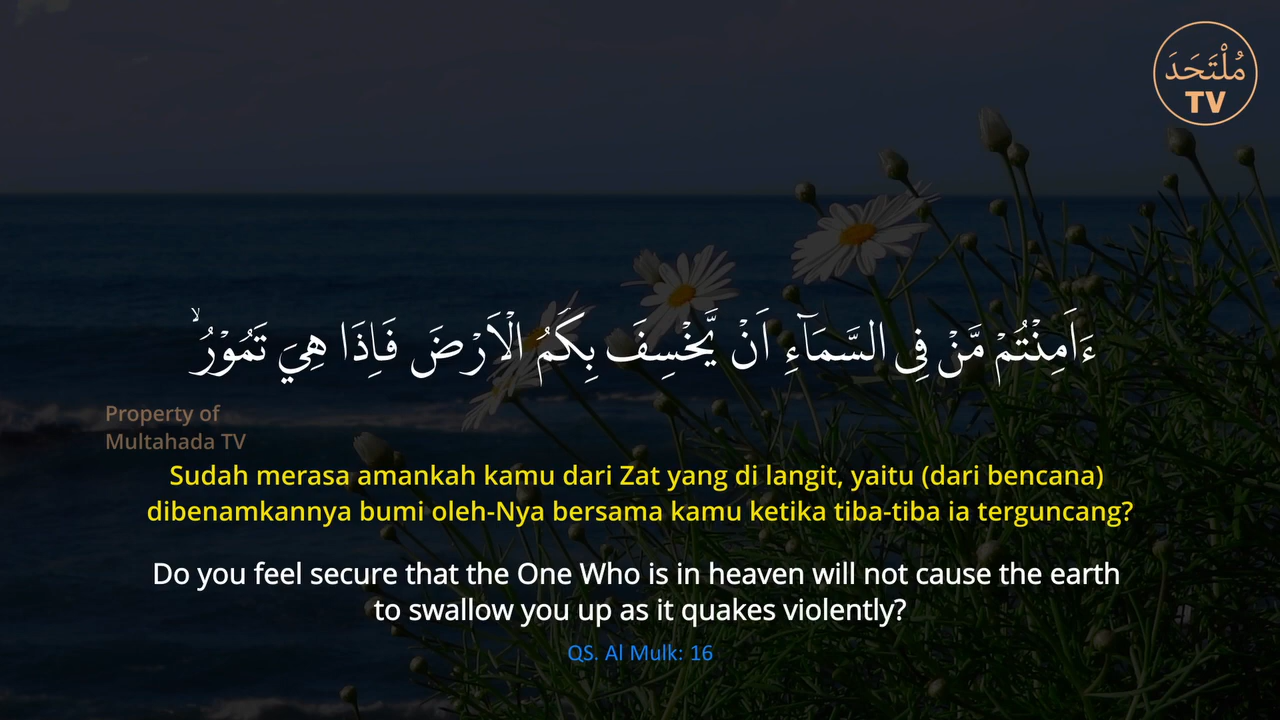 مُلْتَحَدَ
TV
ءَاَمِنْتُمْ مَّنْ فِى السَّمَاۤءِ اَنْ يَّخْسِفَ بِكُمُ الْاَرْضَ فَاِذَا هِيَ تَمُوْرُۙ
Property of
Multahada TV
Sudah merasa amankah kamu dari Zat yang di langit, yaitu (dari bencana)
dibenamkannya bumi oleh-Nya bersama kamu ketika tiba-tiba ia terguncang?
Do you feel secure that the One Who is in heaven will not cause the earth
to swallow you up as it quakes violently?
QS. Al Mulk: 16